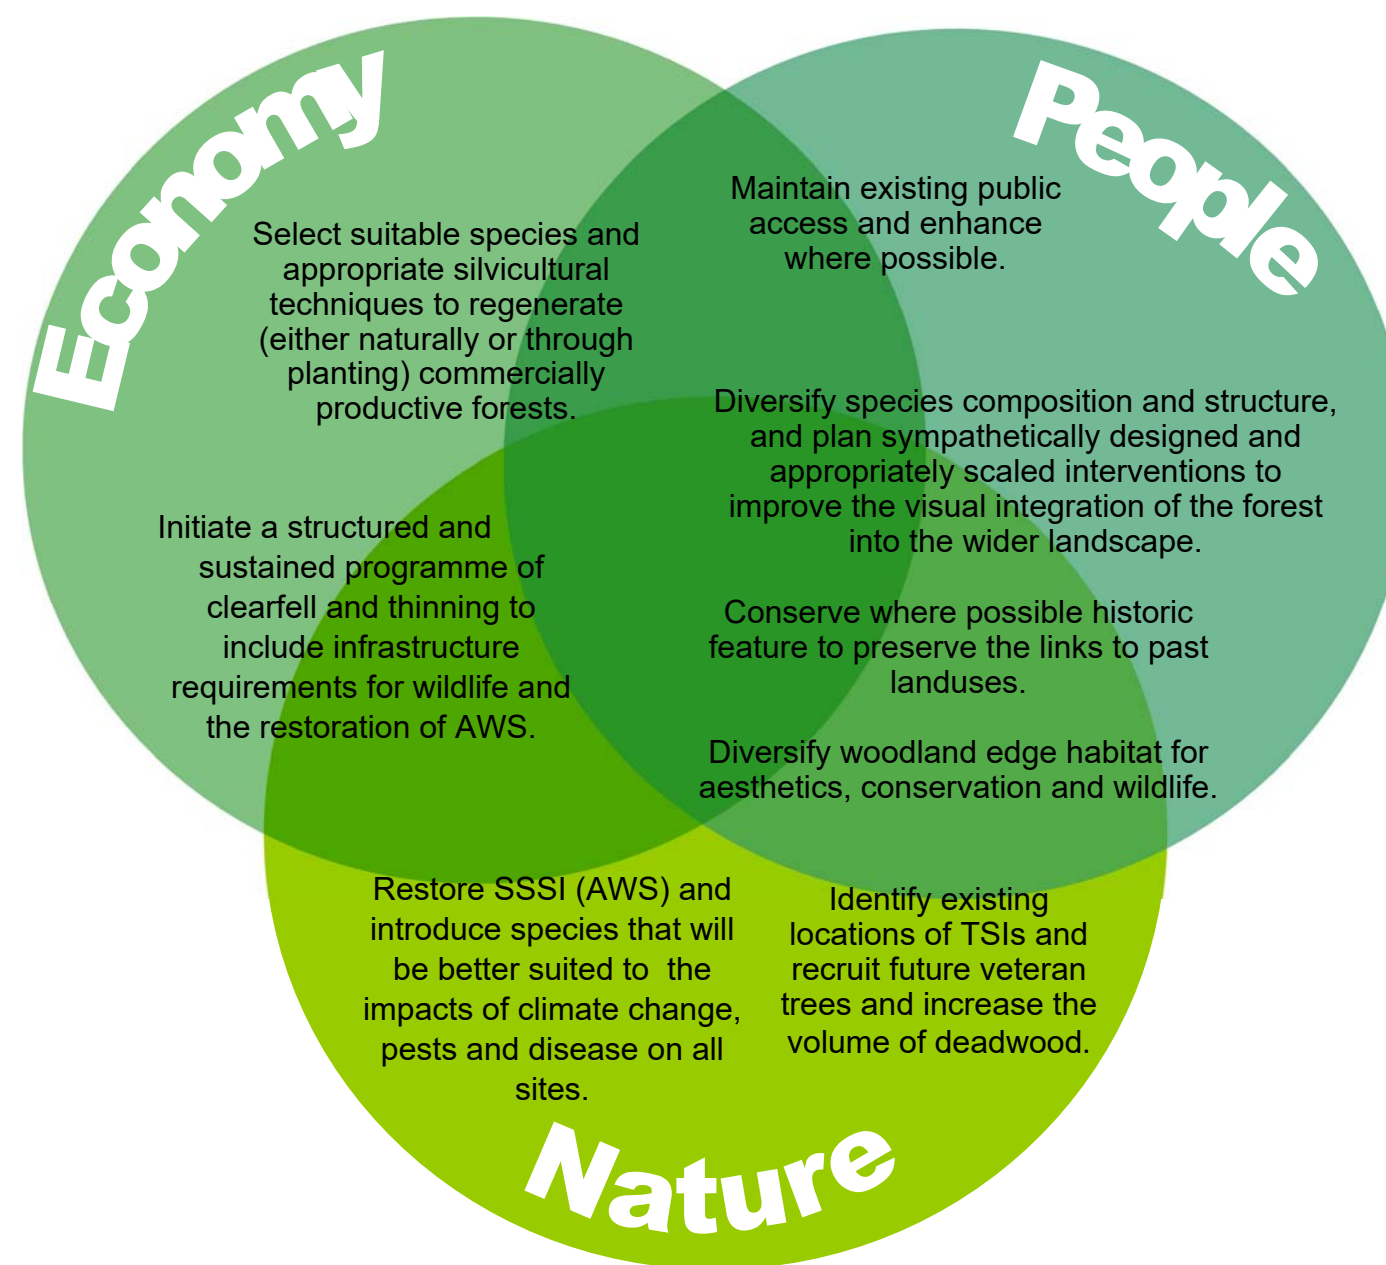 Economy
People
Select suitable species and
appropriate silvicultural
techniques to regenerate
(either naturally or through
planting) commercially
productive forests.
Maintain existing public
access and enhance
where possible.
Diversify species composition and structure,
and plan sympathetically designed and
appropriately scaled interventions to
improve the visual integration of the forest
into the wider landscape.
Initiate a structured and
sustained programme of
clearfell and thinning to
include infrastructure
requirements for wildlife and
the restoration of AWS.
Conserve where possible historic
feature to preserve the links to past
landuses.
Diversify woodland edge habitat for
aesthetics, conservation and wildlife.
Restore SSSI (AWS) and
introduce species that will
be better suited to  the
impacts of climate change,
pests and disease on all
sites.
Identify existing
locations of TSIs and
recruit future veteran
trees and increase the
volume of deadwood.
Nature